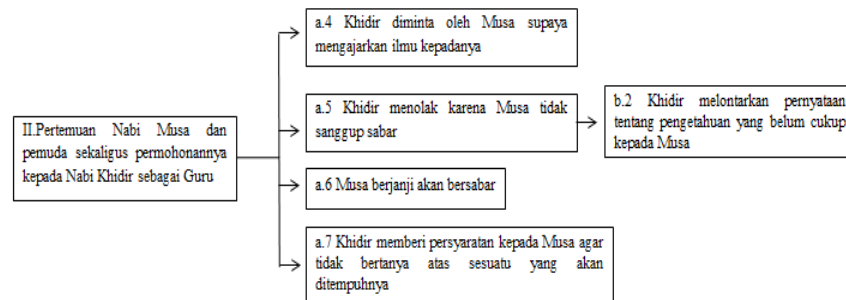 a.4 Khidir diminta oleh Musa supaya
mengajarkan ilmu kepadanya
II.Pertemuan Nabi Musa dan
pemuda sekaligus permohonannya
kepada Nabi Khidir sebagai Guru
a.5 Khidir menolak karena Musa tidak
sanggup sabar
b.2 Khidir melontarkan pernyataan
tentang pengetahuan yang belum cukup
kepada Musa
a.6 Musa berjanji akan bersabar
a.7 Khidir memberi persyaratan kepada Musa agar
tidak bertanya atas sesuatu yang akan
ditempuhnya